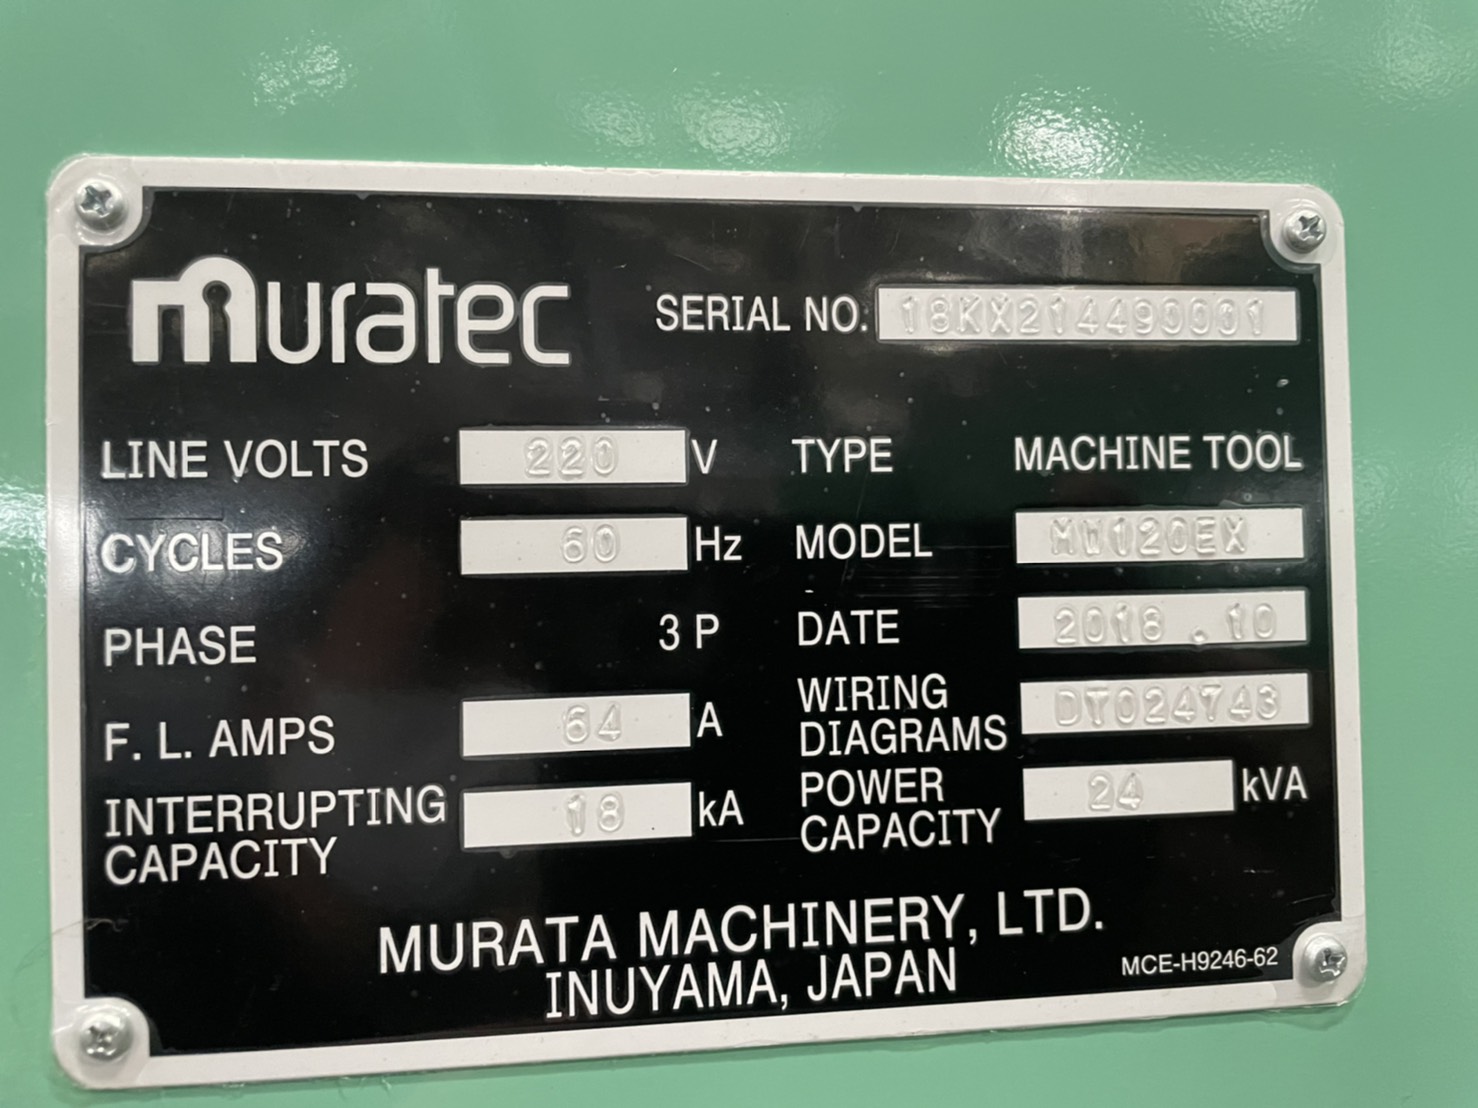 muratec
SERIAL NO. 18KX214490001
LINE VOLTS 220 V
TYPE MACHINE TOOL
CYCLES 60 Hz
MODEL MW120EX
PHASE 3 P
DATE 2018 .10
F. L. AMPS 64 A
WIRING
DIAGRAMS DT024743
INTERRUPTING
CAPACITY 18 kA
POWER
CAPACITY 24 kVA
MURATA MACHINERY, LTD.
INUYAMA, JAPAN
MCE-H9246-62